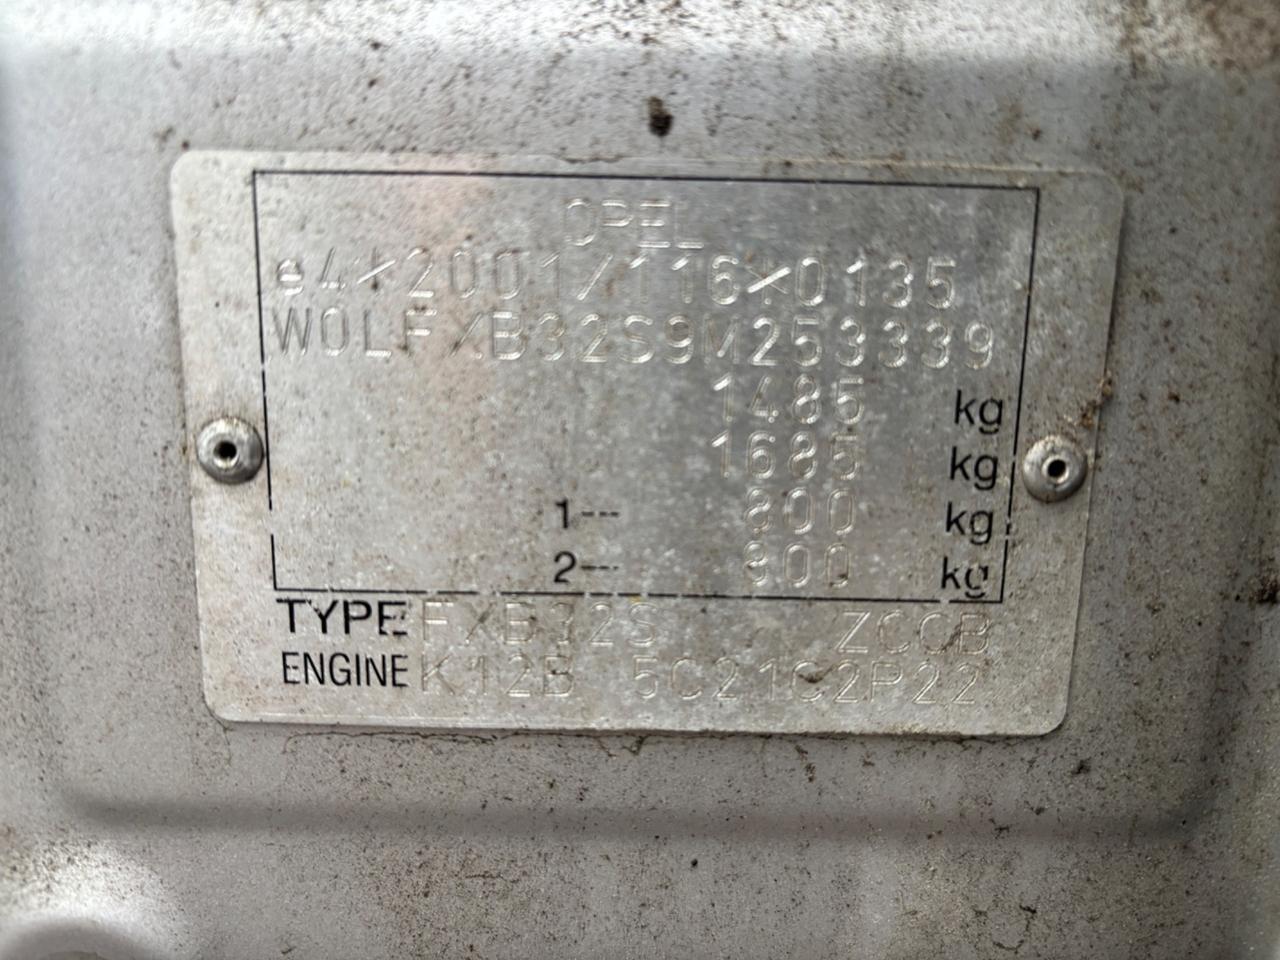 OPEL
e4*2001/116*0135
W0LFXB32S9M253339
1485 kg
1685 kg
1--- 800 kg
2--- 800 kg
TYPE FXB32S ZCCB
ENGINE K12B 5C21C2P22